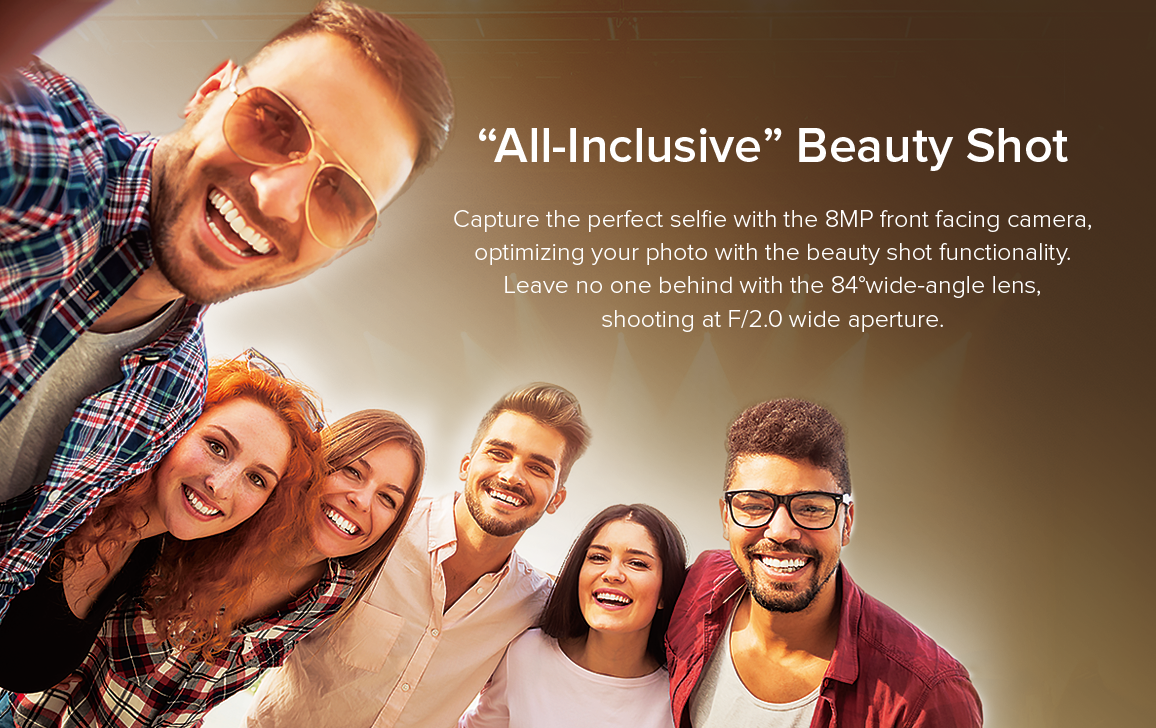 “All-Inclusive” Beauty Shot
Capture the perfect selfie with the 8MP front facing camera,
optimizing your photo with the beauty shot functionality.
Leave no one behind with the 84°wide-angle lens,
shooting at F/2.0 wide aperture.